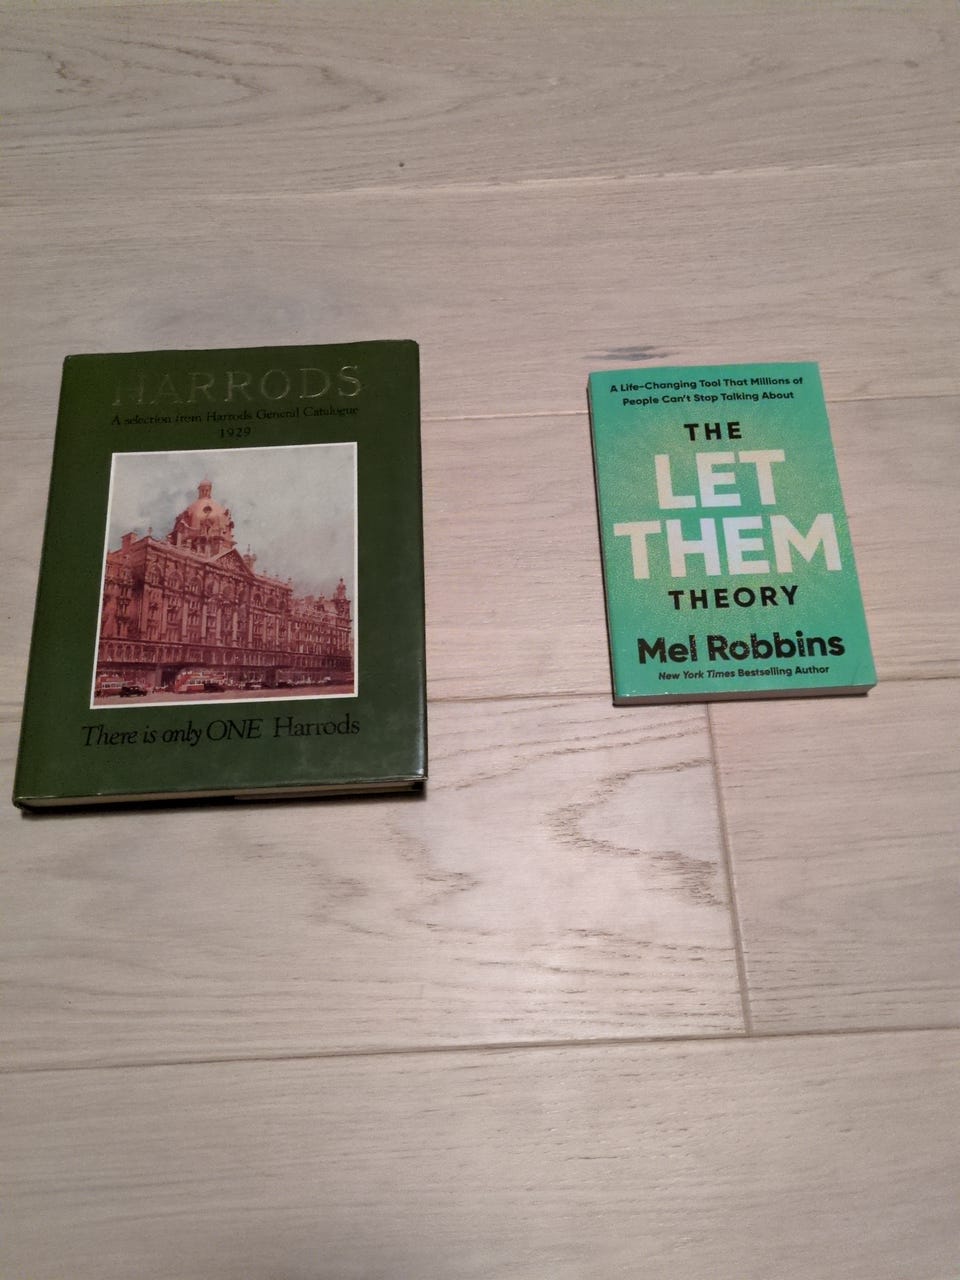 HARRODS
A selection from Harrods General Catalogue
1929
There is only ONE Harrods
A Life-Changing Tool That Millions of
People Can't Stop Talking About
THE
LET
THEM
THEORY
Mel Robbins
New York Times Bestselling Author